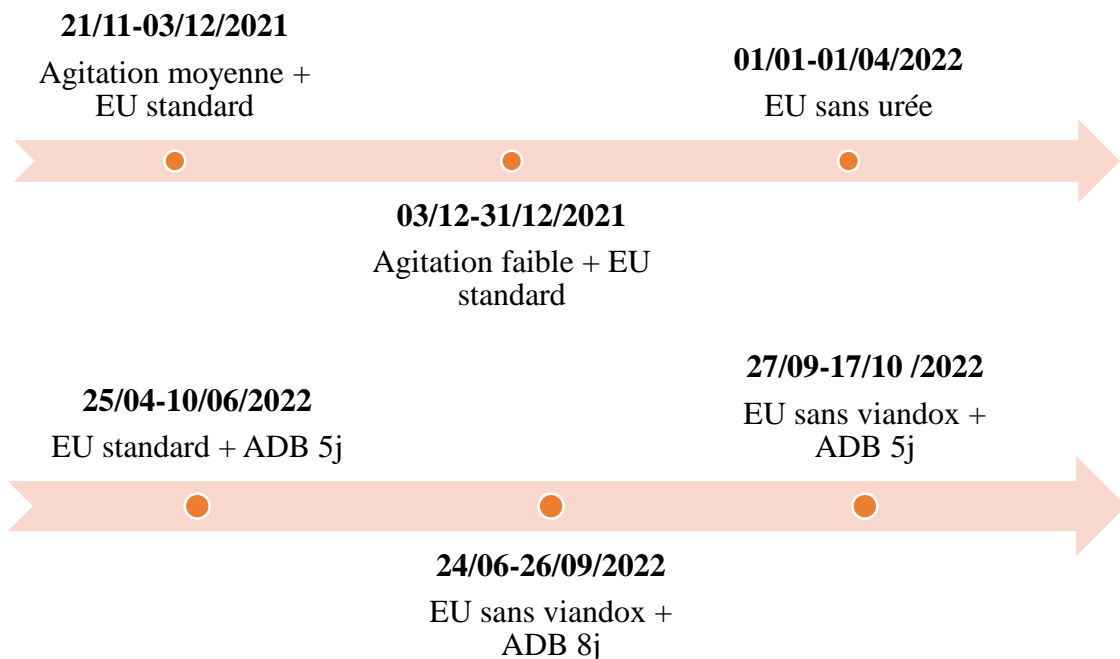 21/11-03/12/2021
Agitation moyenne +
EU standard
03/12-31/12/2021
Agitation faible + EU
standard
01/01-01/04/2022
EU sans urée
25/04-10/06/2022
EU standard + ADB 5j
24/06-26/09/2022
EU sans viandox +
ADB 8j
27/09-17/10 /2022
EU sans viandox +
ADB 5j